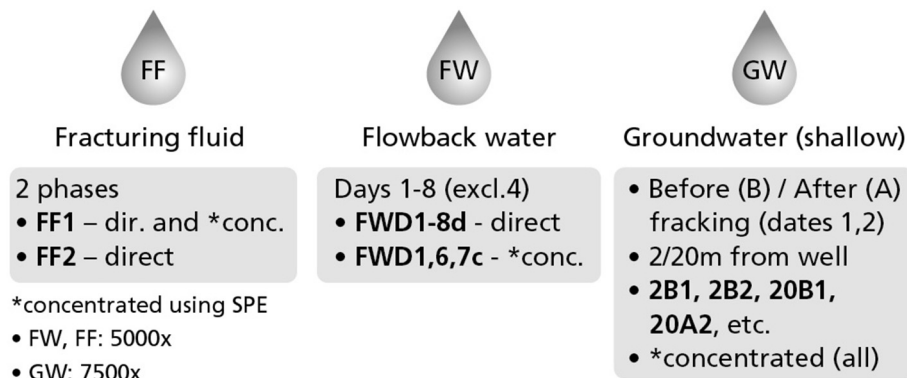 FF
Fracturing fluid
2 phases
• FF1 – dir. and *conc.
• FF2 – direct
*concentrated using SPE
• FW, FF: 5000x
• GW: 7500x
FW
Flowback water
Days 1-8 (excl.4)
• FWD1-8d - direct
• FWD1,6,7c - *conc.
GW
Groundwater (shallow)
• Before (B) / After (A)
fracking (dates 1,2)
• 2/20m from well
• 2B1, 2B2, 20B1,
20A2, etc.
• *concentrated (all)